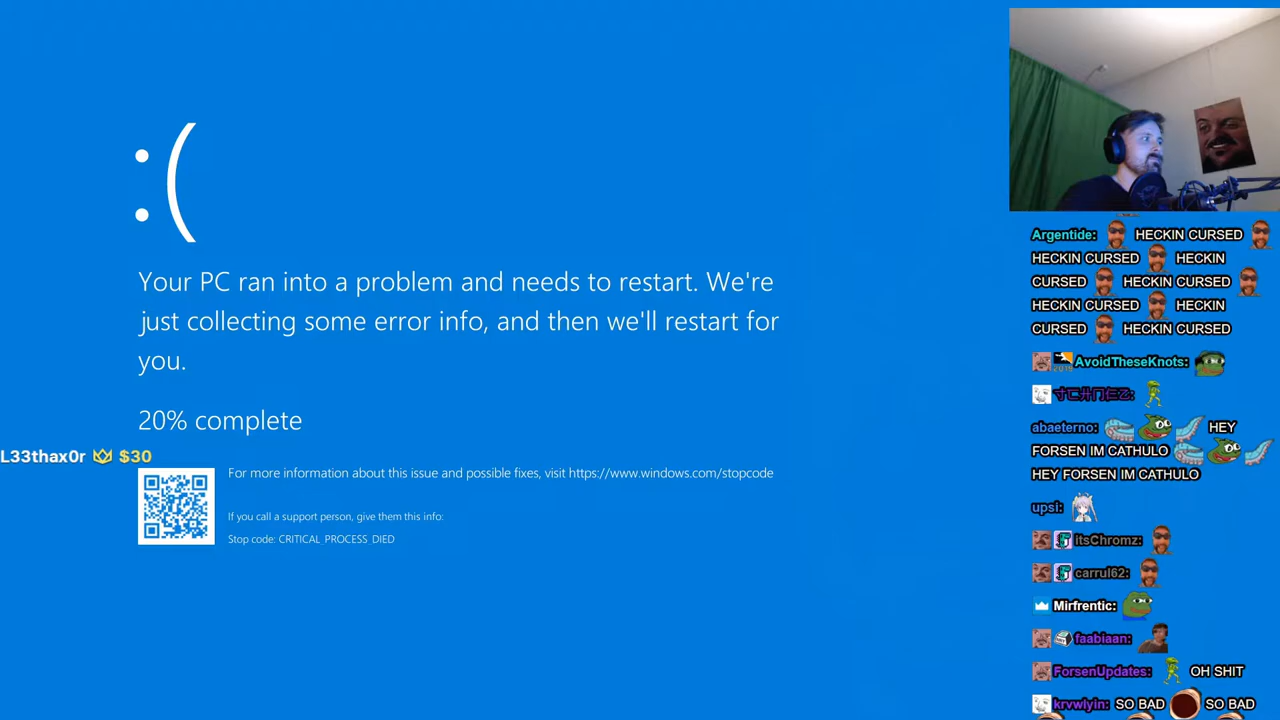 :(
Your PC ran into a problem and needs to restart. We're
just collecting some error info, and then we'll restart for
you.
20% complete
L33thax0r $30
For more information about this issue and possible fixes, visit https://www.windows.com/stopcode
If you call a support person, give them this info:
Stop code: CRITICAL_PROCESS_DIED
Argentide: HECKIN CURSED
HECKIN CURSED HECKIN
CURSED HECKIN CURSED
HECKIN CURSED HECKIN
CURSED HECKIN CURSED
2019 AvoidTheseKnots:
abaeterno: HEY
FORSEN IM CATHULO
HEY FORSEN IM CATHULO
upsi:
itsChromz:
carrul62:
Mirfrentic:
faabiaan:
ForsenUpdates: OH SHIT
krvwlyin: SO BAD SO BAD